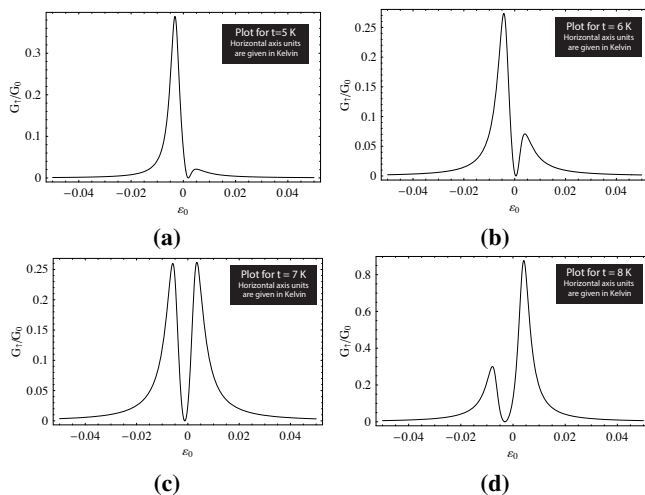 Plot for t=5 K
Horizontal axis units
are given in Kelvin
G↑/G0
0.3
0.2
0.1
0
−0.04 −0.02 0 0.02 0.04
ε0
(a)
Plot for t = 6 K
Horizontal axis units
are given in Kelvin
G↑/G0
0.25
0.2
0.15
0.1
0.05
0
−0.04 −0.02 0 0.02 0.04
ε0
(b)
Plot for t = 7 K
Horizontal axis units
are given in Kelvin
G↑/G0
0.25
0.2
0.15
0.1
0.05
0
−0.04 −0.02 0 0.02 0.04
ε0
(c)
Plot for t = 8 K
Horizontal axis units
are given in Kelvin
G↑/G0
0.8
0.6
0.4
0.2
0
−0.04 −0.02 0 0.02 0.04
ε0
(d)